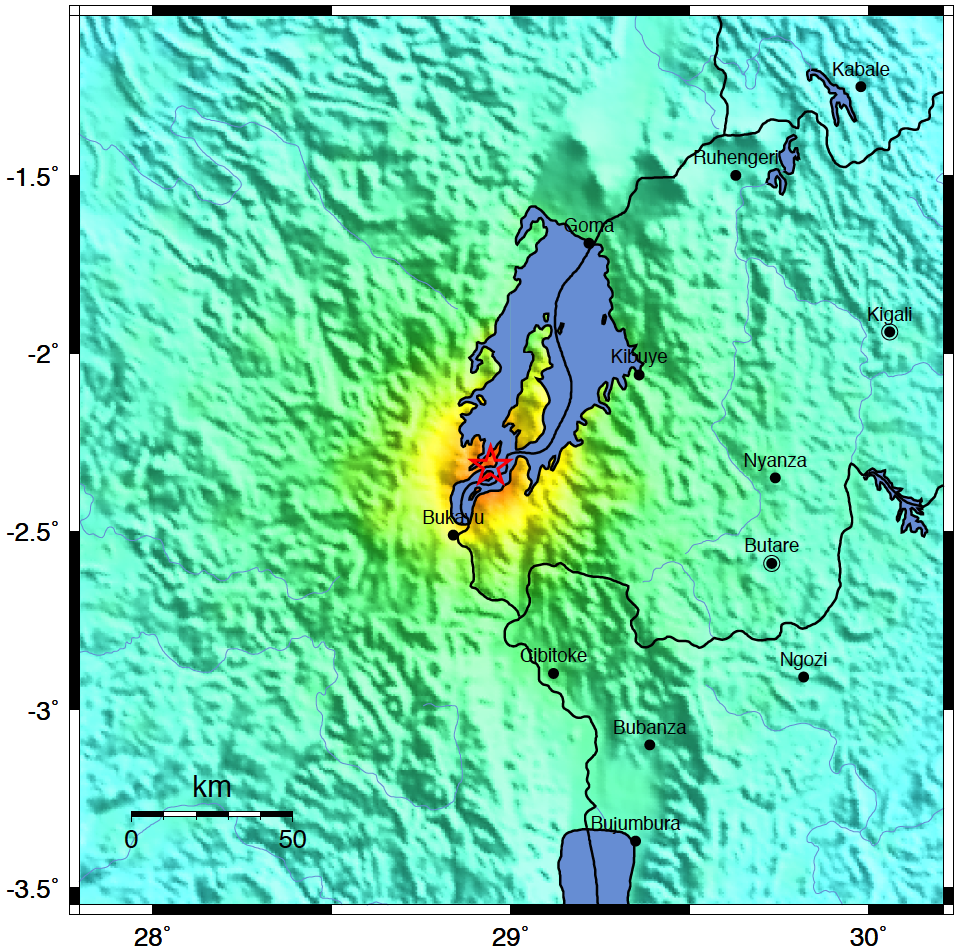 Kabale
Ruhengeri
-1.5°
Goma
Kigali
-2°
Kibuye
Nyanza
-2.5°
Bukavu
Butare
Cibitoke
Ngozi
-3°
Bubanza
km
0 50
Bujumbura
-3.5°
28° 29° 30°